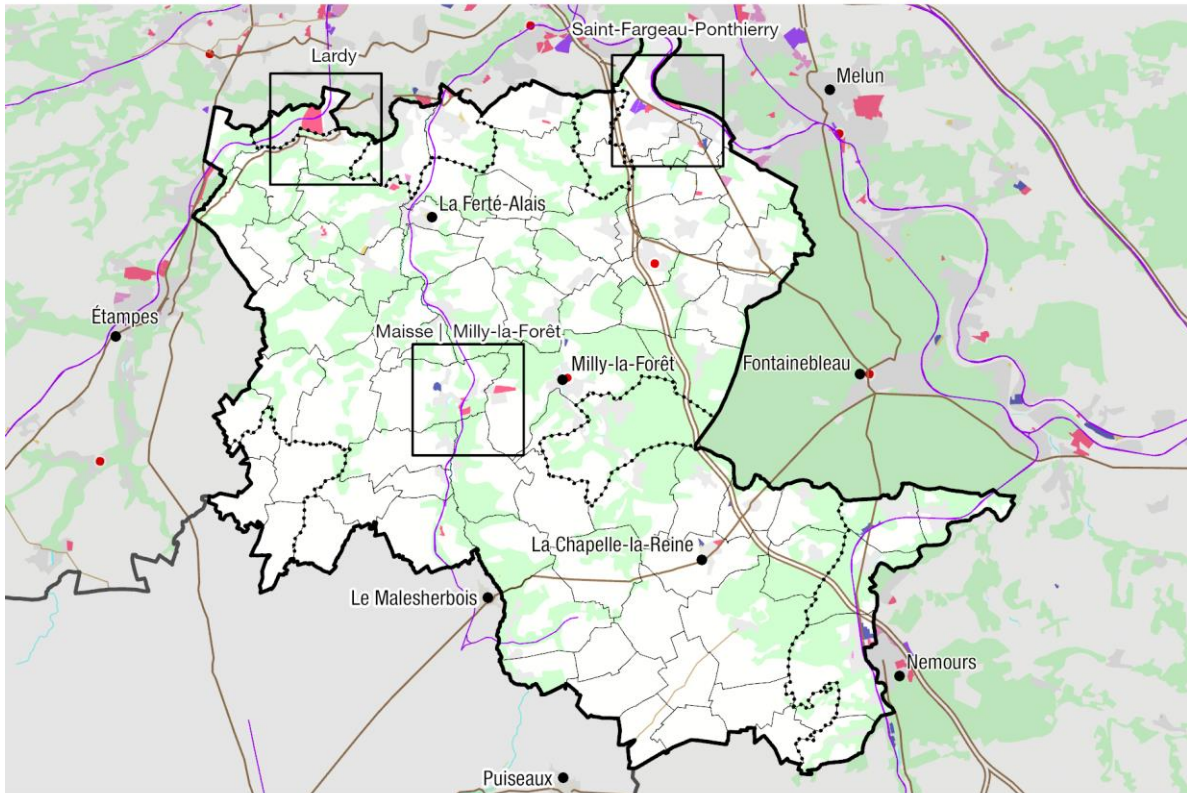 Saint-Fargeau-Ponthierry
Lardy
Melun
La Ferté-Alais
Étampes
Maisse | Milly-la-Forêt
Milly-la-Forêt
Fontainebleau
La Chapelle-la-Reine
Le Malesherbois
Nemours
Puiseaux